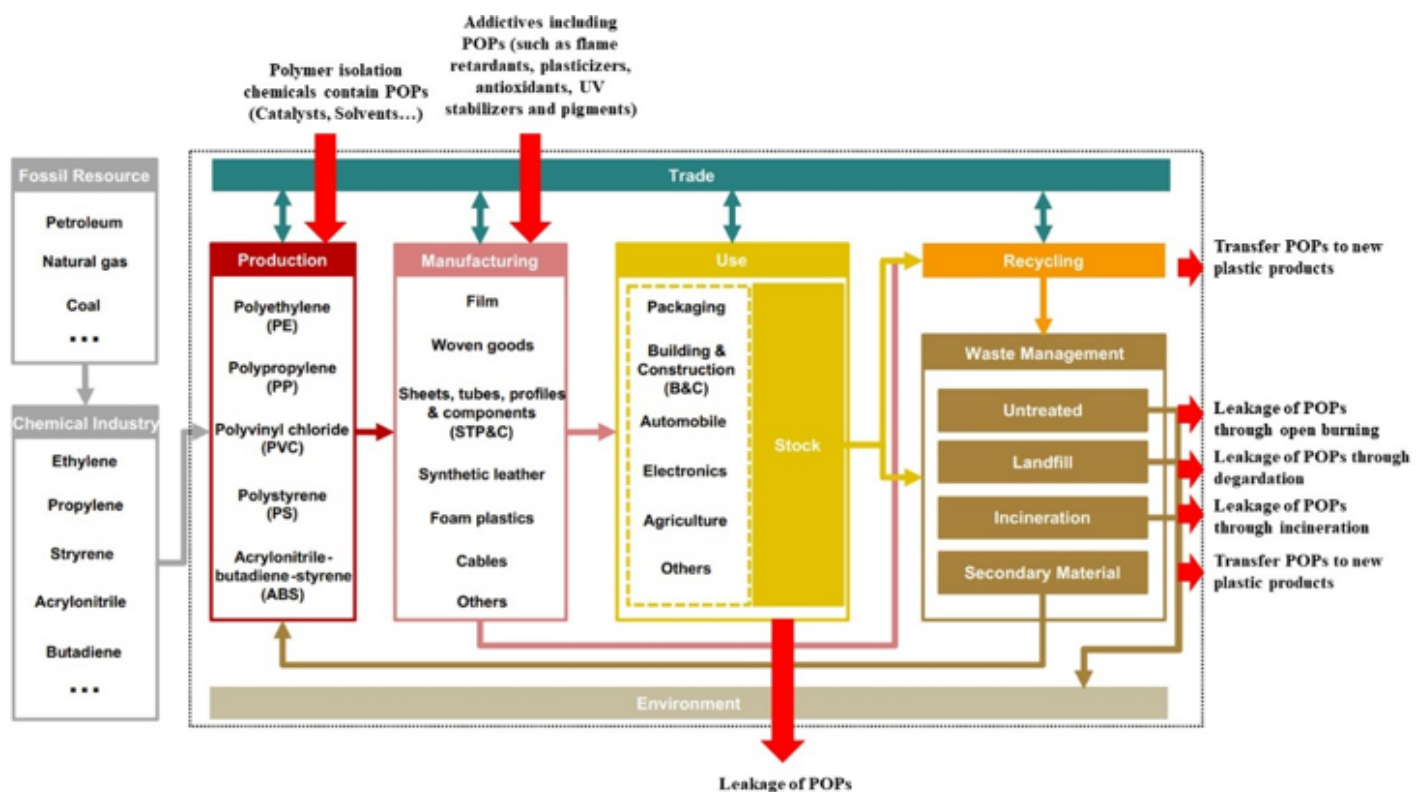 Addictives including
POPs (such as flame
retardants, plasticizers,
antioxidants, UV
stabilizers and pigments)
Polymer isolation
chemicals contain POPs
(Catalysts, Solvents…)
Fossil Resource
Petroleum
Natural gas
Coal
...
Chemical Industry
Ethylene
Propylene
Stryrene
Acrylonitrile
Butadiene
...
Trade
Production
Polyethylene
(PE)
Polypropylene
(PP)
Polyvinyl chloride
(PVC)
Polystyrene
(PS)
Acrylonitrile-
butadiene-styrene
(ABS)
Manufacturing
Film
Woven goods
Sheets, tubes, profiles
& components
(STP&C)
Synthetic leather
Foam plastics
Cables
Others
Use
Packaging
Building &
Construction
(B&C)
Automobile
Electronics
Agriculture
Others
Stock
Recycling
Waste Management
Untreated
Landfill
Incineration
Secondary Material
Transfer POPs to new
plastic products
Leakage of POPs
through open burning
Leakage of POPs through
degardation
Leakage of POPs
through incineration
Transfer POPs to new
plastic products
Environment
Leakage of POPs